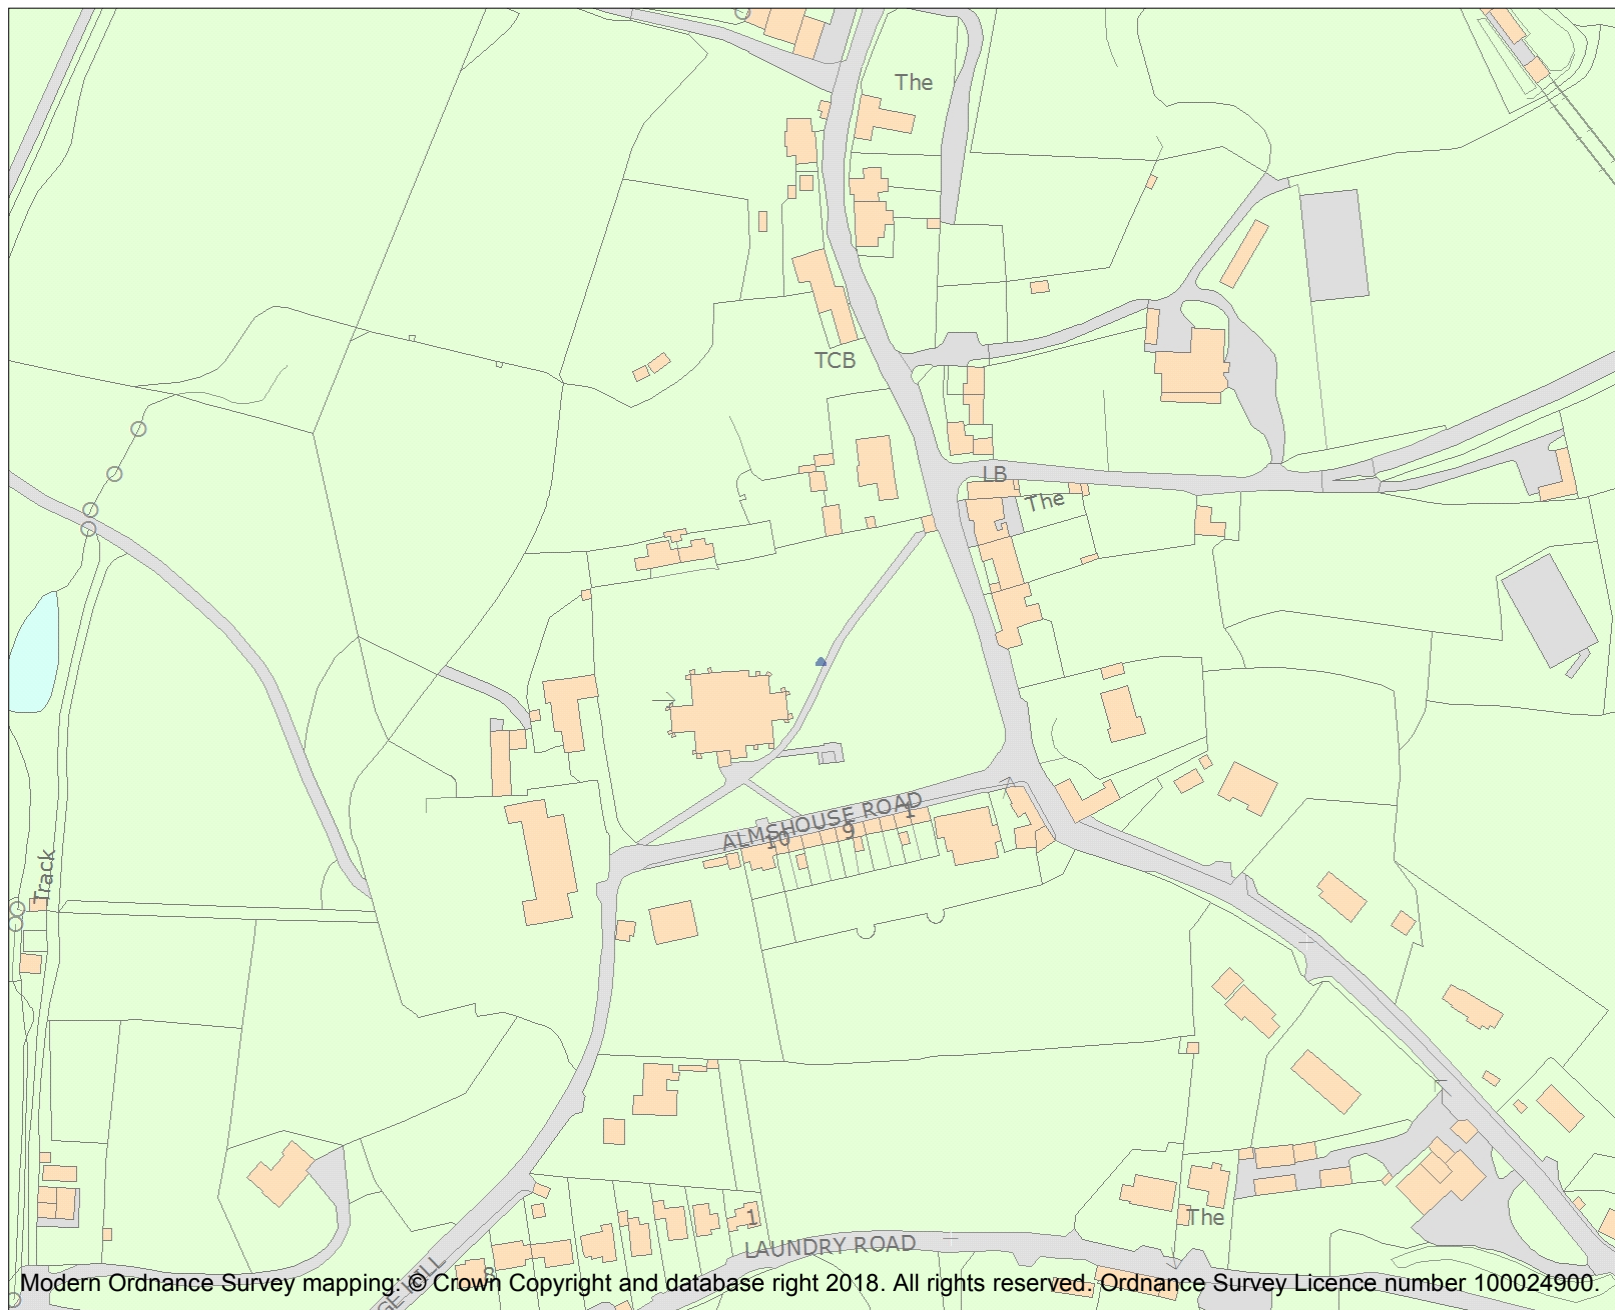 The
TCB
LB
The
ALMSHOUSE ROAD
1
9
10
Track
The
1
LAUNDRY ROAD
8
Modern Ordnance Survey mapping: © Crown Copyright and database right 2018. All rights reserved. Ordnance Survey Licence number 100024900.